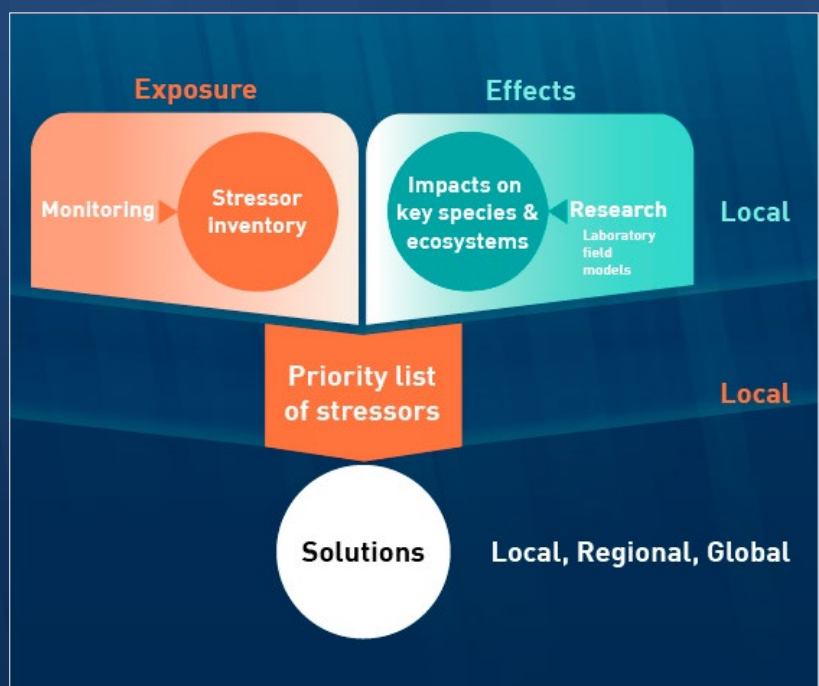 Exposure
Effects
Monitoring
Stressor
inventory
Impacts on
key species &
ecosystems
Research
Laboratory
field
models
Local
Priority list
of stressors
Local
Solutions
Local, Regional, Global